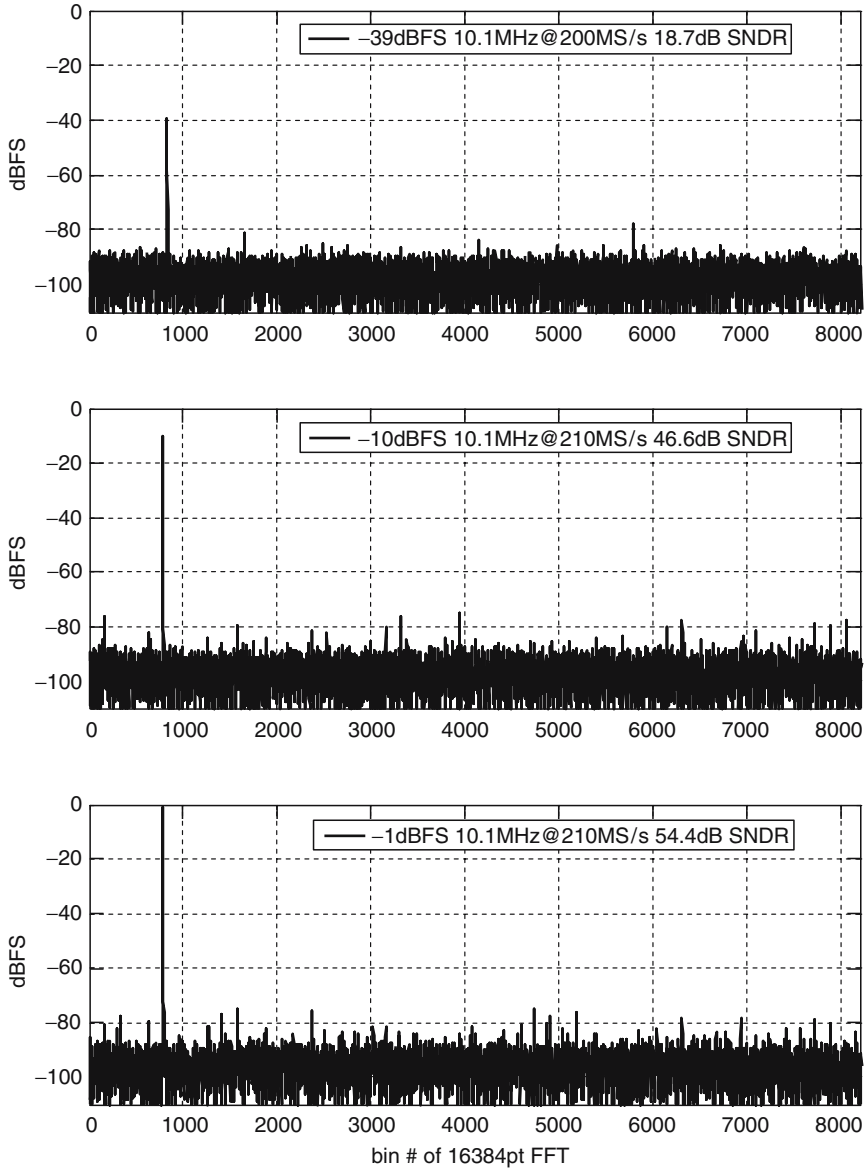 0
−20
−40
−60
−80
−100
dBFS
−39dBFS 10.1MHz@200MS/s 18.7dB SNDR
0 1000 2000 3000 4000 5000 6000 7000 8000
0
−20
−40
−60
−80
−100
dBFS
−10dBFS 10.1MHz@210MS/s 46.6dB SNDR
0 1000 2000 3000 4000 5000 6000 7000 8000
0
−20
−40
−60
−80
−100
dBFS
−1dBFS 10.1MHz@210MS/s 54.4dB SNDR
0 1000 2000 3000 4000 5000 6000 7000 8000
bin # of 16384pt FFT